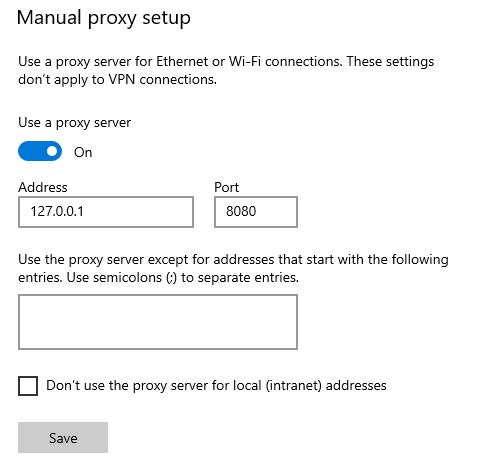 Manual proxy setup
Use a proxy server for Ethernet or Wi-Fi connections. These settings
don't apply to VPN connections.
Use a proxy server
On
Address Port
127.0.0.1 8080
Use the proxy server except for addresses that start with the following
entries. Use semicolons (;) to separate entries.
Don't use the proxy server for local (intranet) addresses
Save